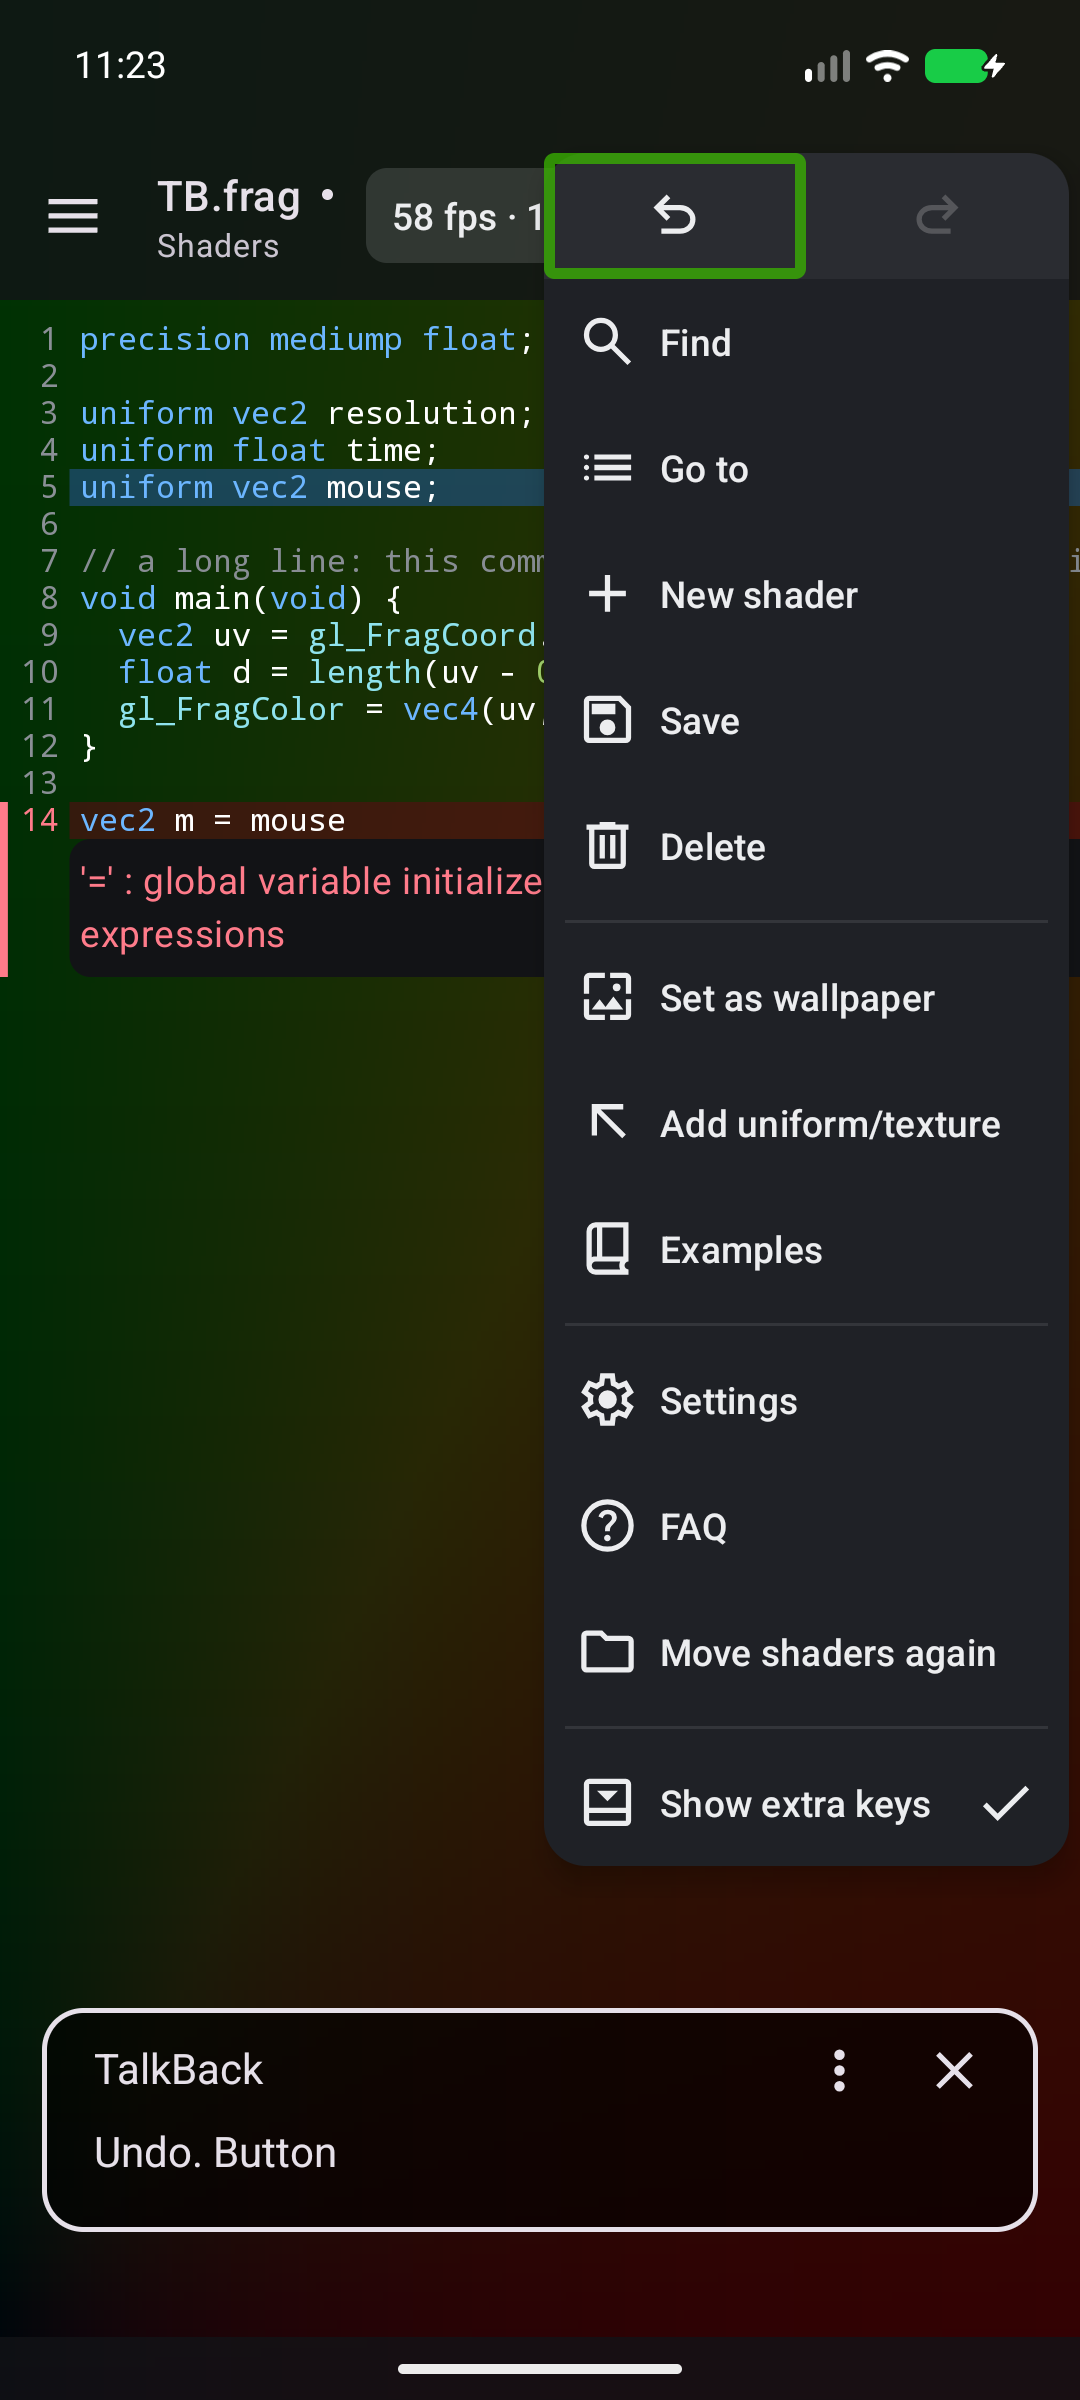 11:23
TB.frag •
Shaders
58 fps · 1
1 precision mediump float;
2
3 uniform vec2 resolution;
4 uniform float time;
5 uniform vec2 mouse;
6
7 // a long line: this com
8 void main(void) {
9 vec2 uv = gl_FragCoord.
10 float d = length(uv -
11 gl_FragColor = vec4(uv
12 }
13
14 vec2 m = mouse
'=' : global variable initialize
expressions
Find
Go to
New shader
Save
Delete
Set as wallpaper
Add uniform/texture
Examples
Settings
FAQ
Move shaders again
Show extra keys
TalkBack
Undo. Button